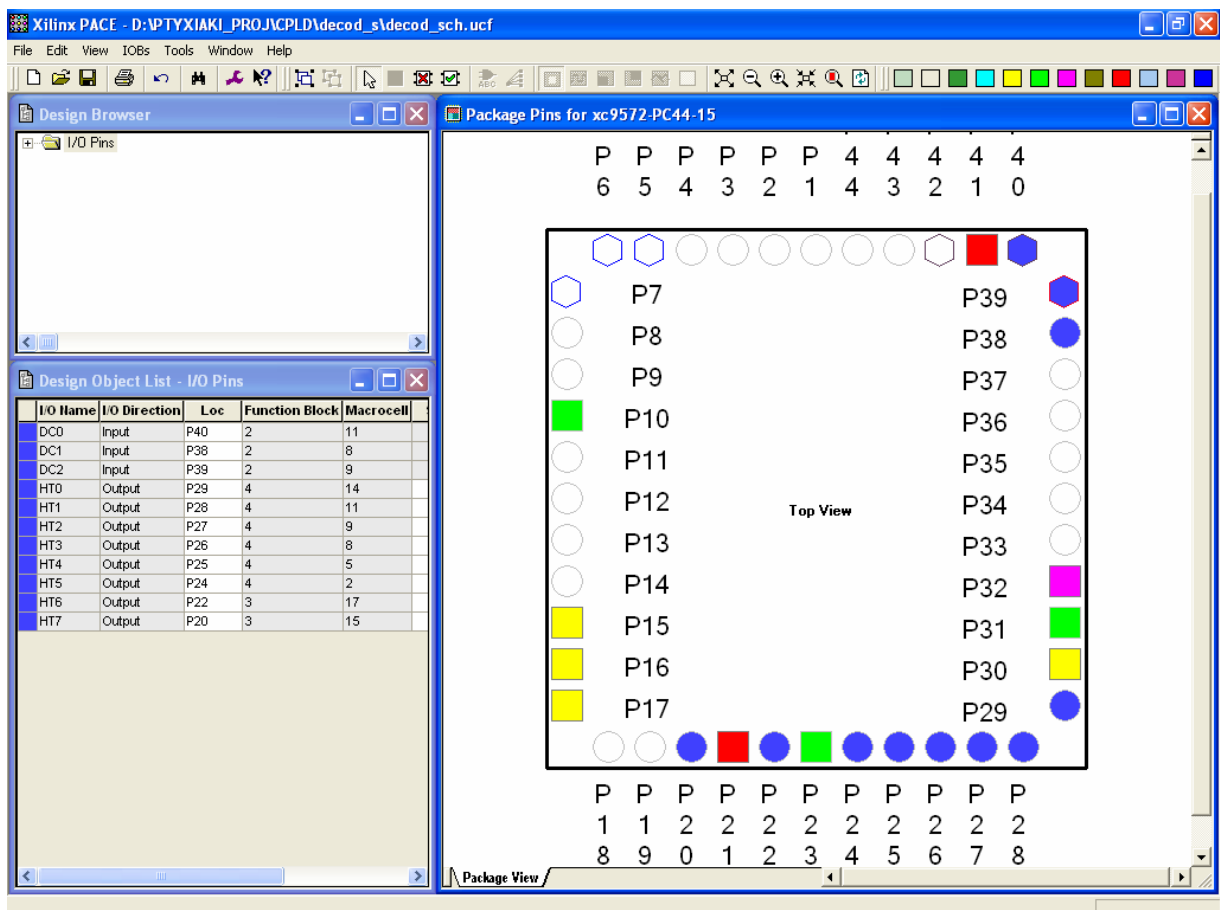 Xilinx PACE - D:\PTYXIAKI_PROJ\CPLD\decod_s\decod_sch.ucf
File Edit View IOBs Tools Window Help
Design Browser
I/O Pins
Design Object List - I/O Pins
I/O Name I/O Direction Loc Function Block Macrocell
DC0 Input P40 2 11
DC1 Input P38 2 8
DC2 Input P39 2 9
HT0 Output P29 4 14
HT1 Output P28 4 11
HT2 Output P27 4 9
HT3 Output P26 4 8
HT4 Output P25 4 5
HT5 Output P24 4 2
HT6 Output P22 3 17
HT7 Output P20 3 15
Package Pins for xc9572-PC44-15
P P P P P P 4 4 4 4 4
6 5 4 3 2 1 4 3 2 1 0
P7 P39
P8 P38
P9 P37
P10 P36
P11 P35
P12 Top View P34
P13 P33
P14 P32
P15 P31
P16 P30
P17 P29
P P P P P P P P P P P
1 1 2 2 2 2 2 2 2 2 2
8 9 0 1 2 3 4 5 6 7 8
Package View